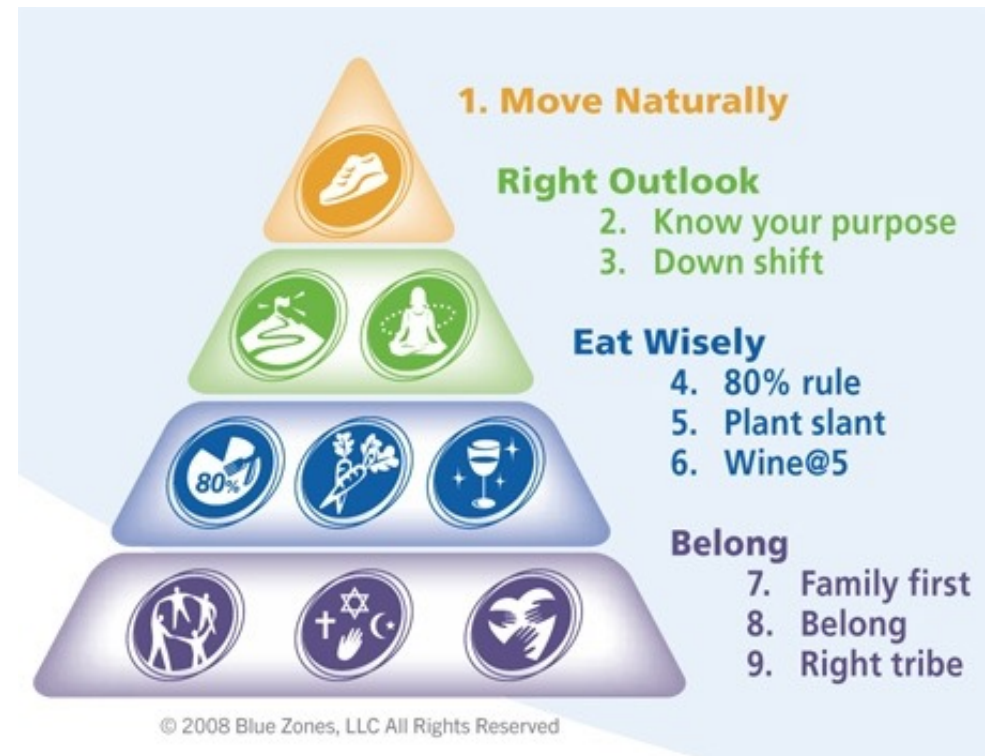 1. Move Naturally
Right Outlook
2. Know your purpose
3. Down shift
Eat Wisely
4. 80% rule
5. Plant slant
6. Wine@5
80%
Belong
7. Family first
8. Belong
9. Right tribe
© 2008 Blue Zones, LLC All Rights Reserved